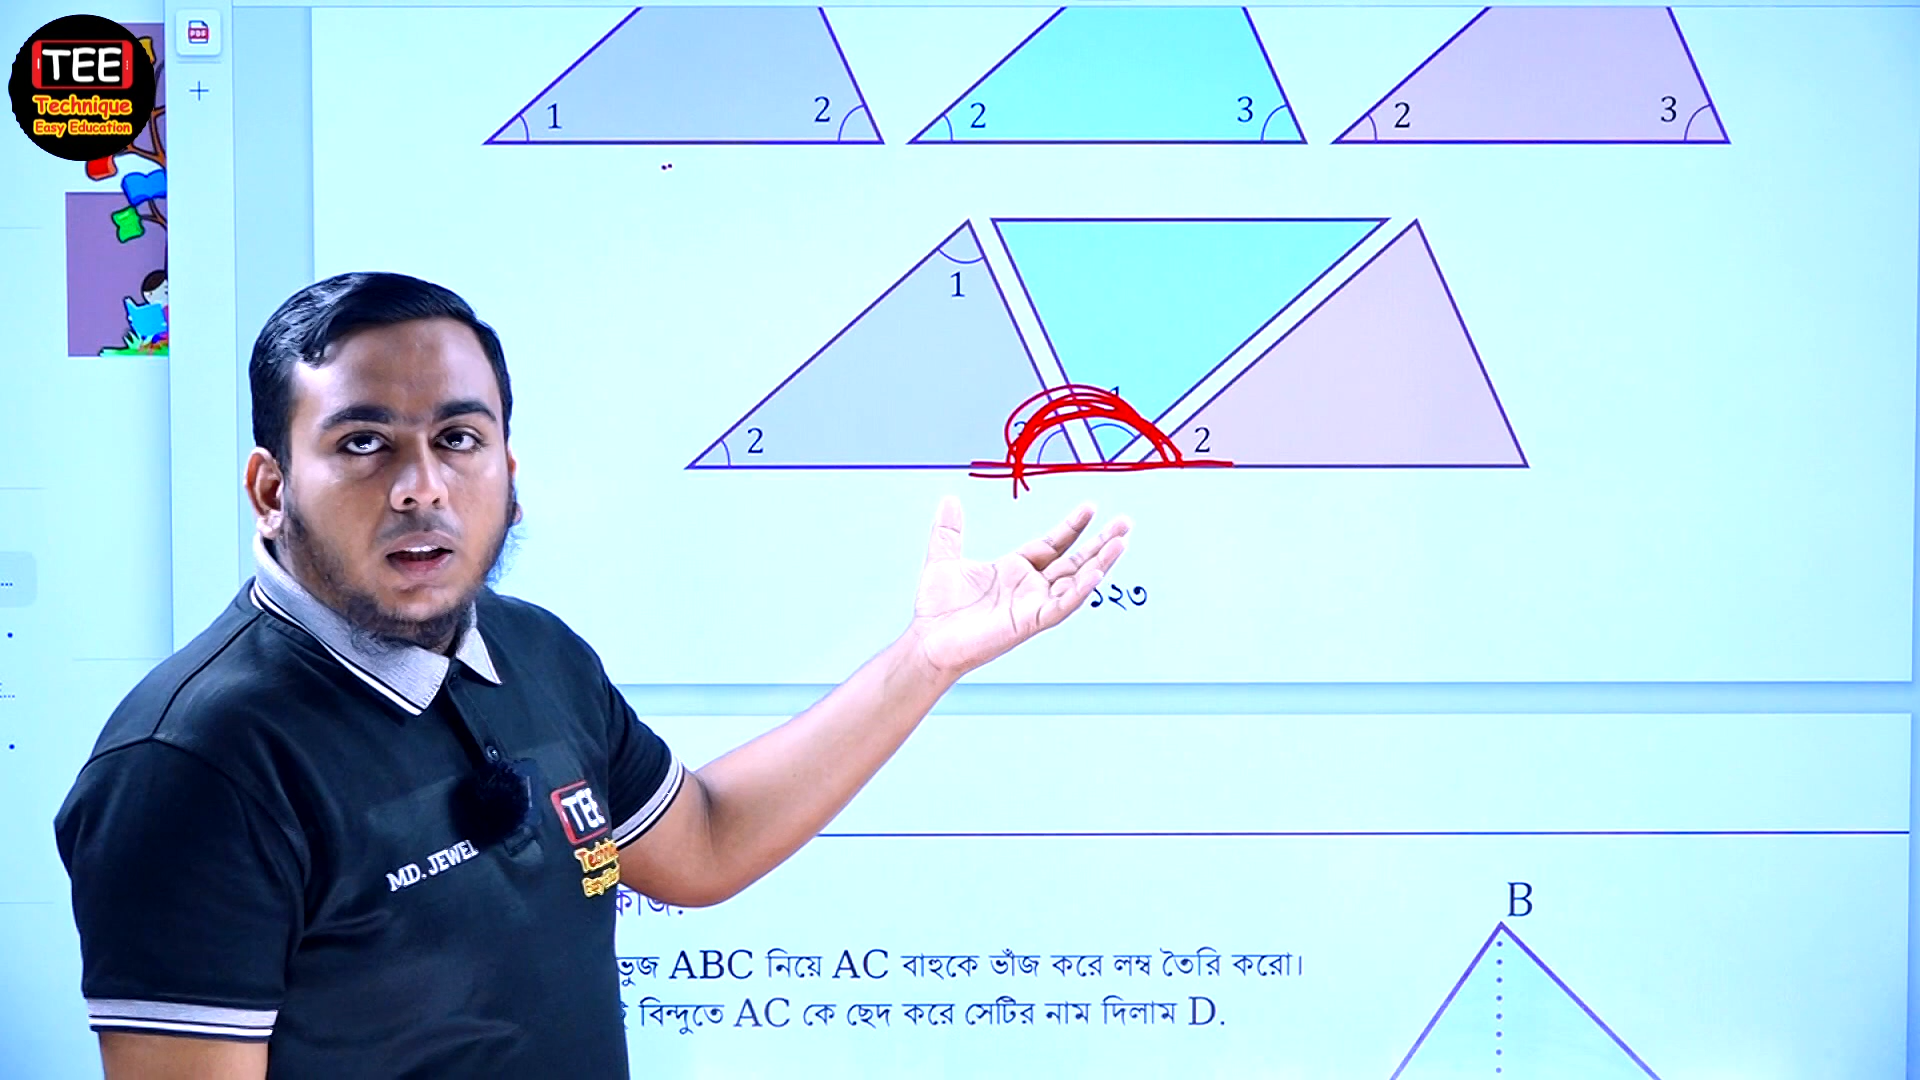 TEE
Technique
Easy Education
PDF
1 2 2 3 2 3
1
2 2
১২৩
MD. JEWEL
TEE
কাজ:
B
ভুজ ABC নিয়ে AC বাহুকে ভাঁজ করে লম্ব তৈরি করো।
বিন্দুতে AC কে ছেদ করে সেটির নাম দিলাম D.